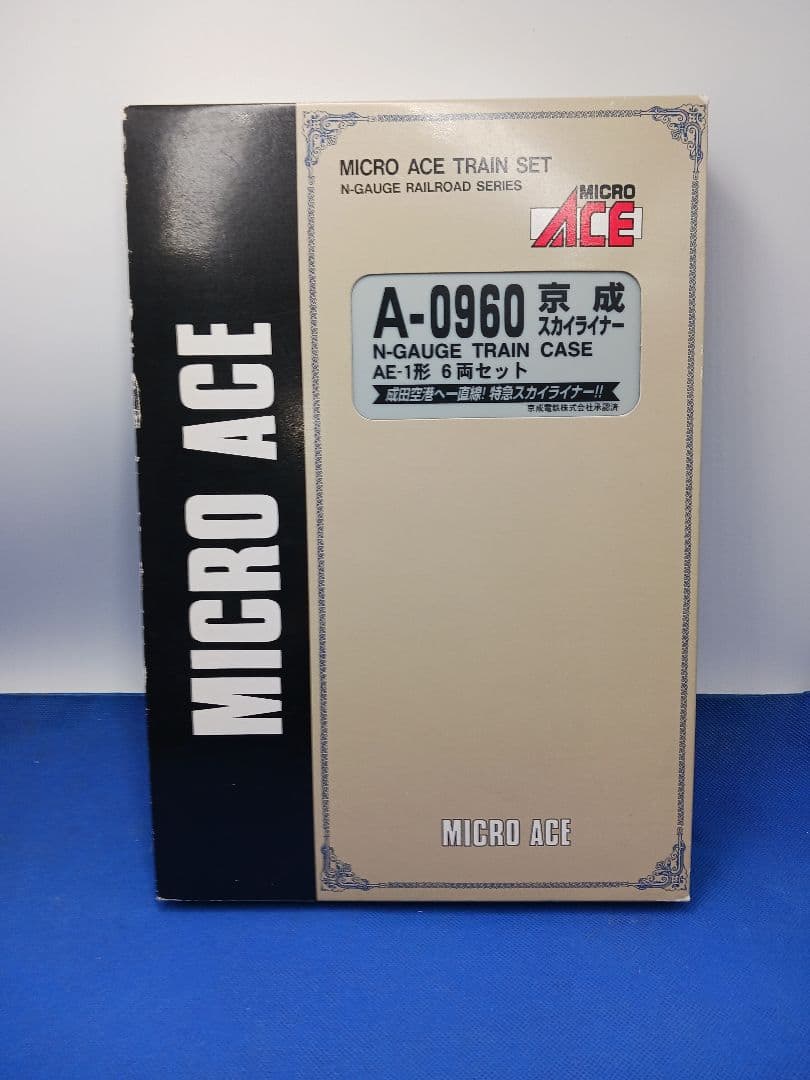 MICRO ACE
MICRO ACE TRAIN SET
N-GAUGE RAILROAD SERIES
MICRO
ACE
A-0960 京成
スカイライナー
N-GAUGE TRAIN CASE
AE-1形 6両セット
成田空港へ一直線!特急スカイライナー!!
京成電鉄株式会社承認済
MICRO ACE